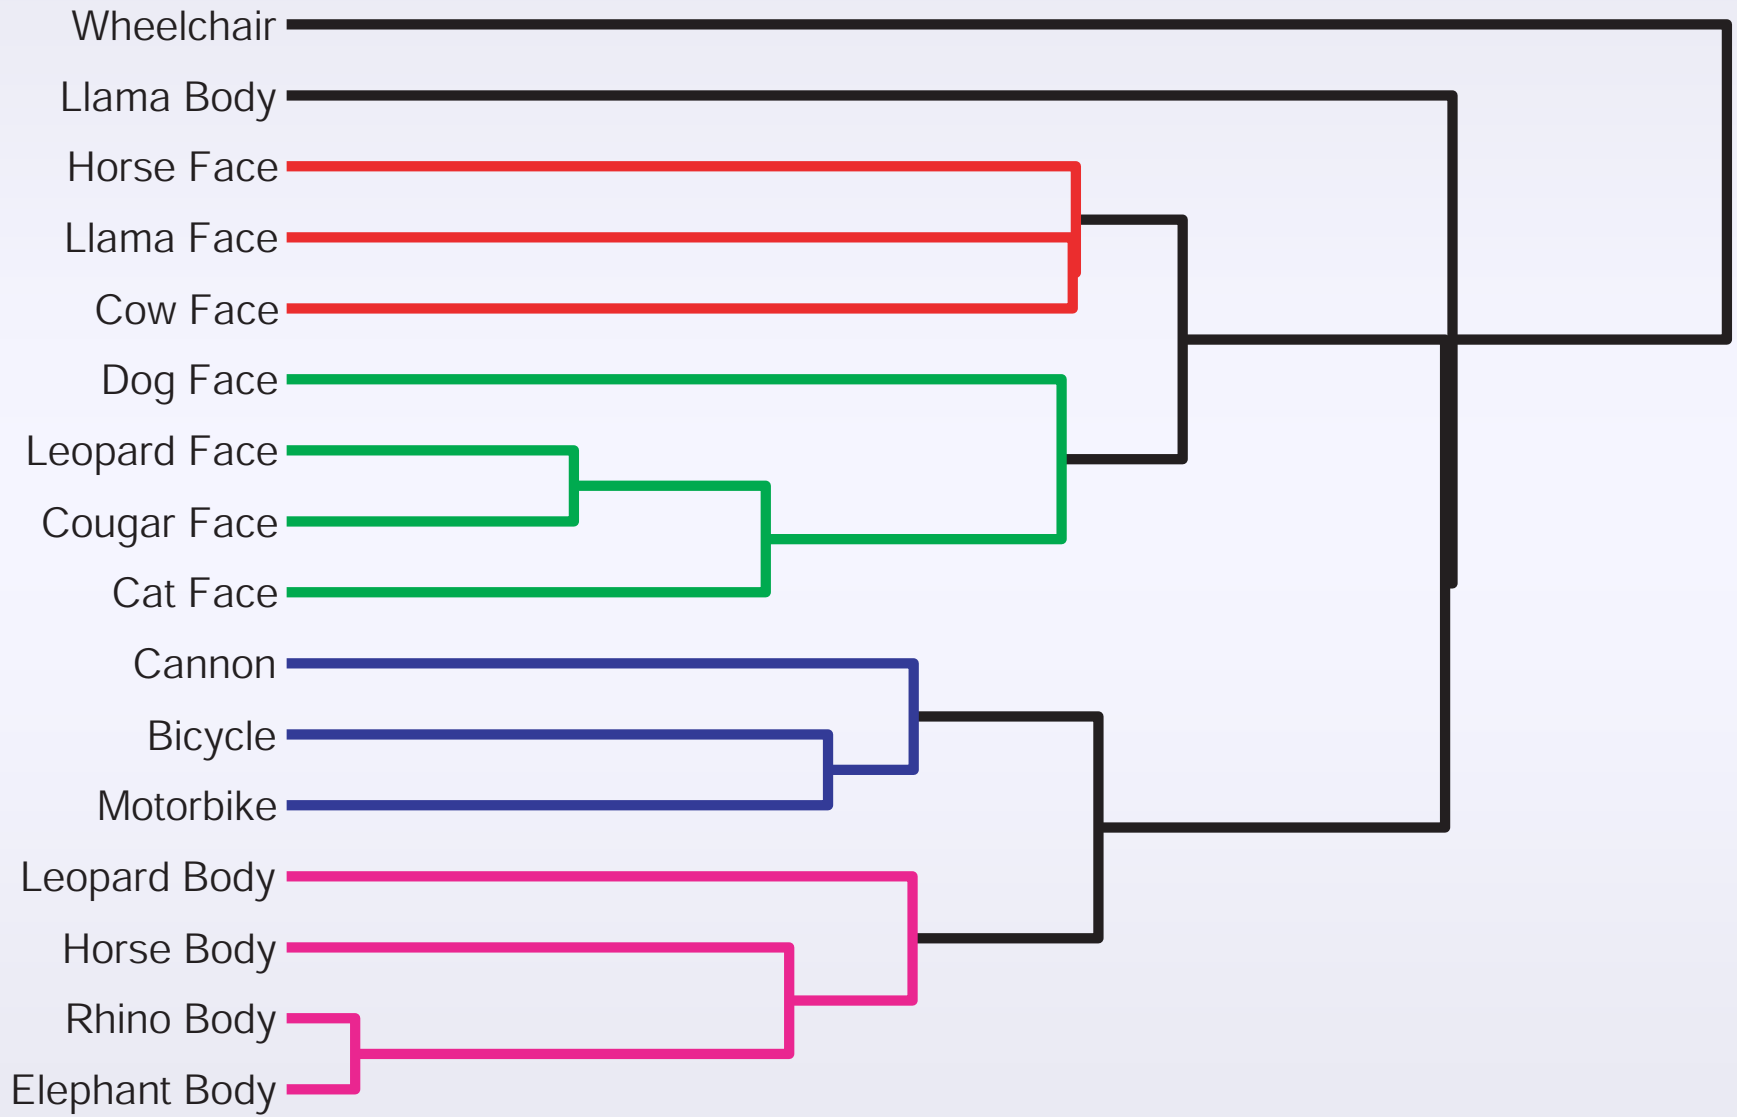 Wheelchair
Llama Body
Horse Face
Llama Face
Cow Face
Dog Face
Leopard Face
Cougar Face
Cat Face
Cannon
Bicycle
Motorbike
Leopard Body
Horse Body
Rhino Body
Elephant Body